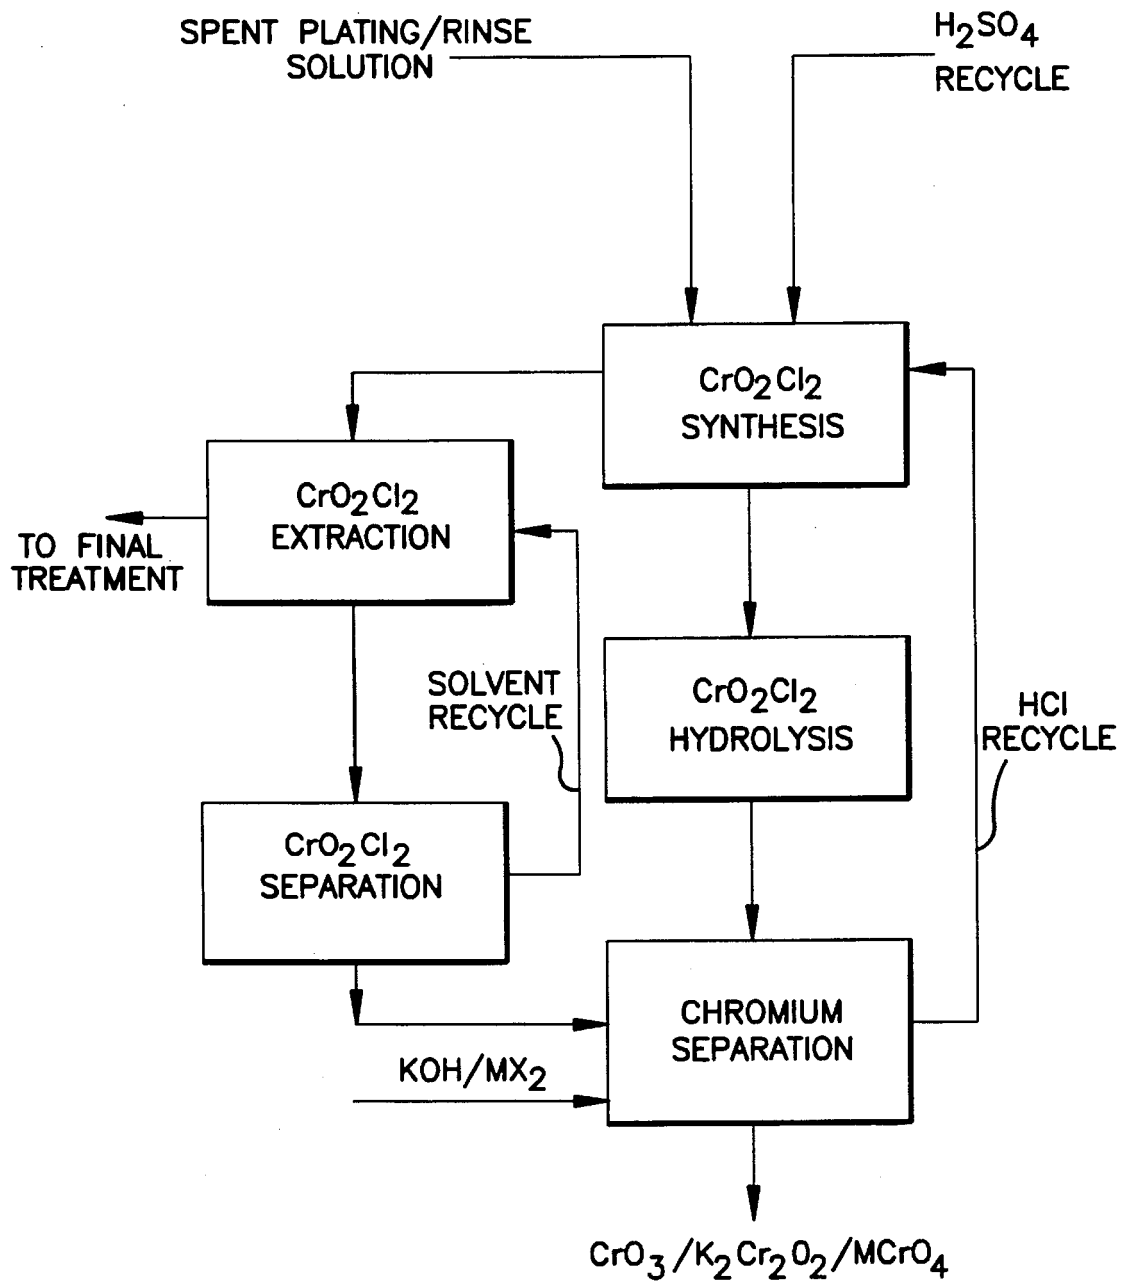 SPENT PLATING/RINSE
SOLUTION
H₂SO₄
RECYCLE
CrO₂Cl₂
SYNTHESIS
CrO₂Cl₂
EXTRACTION
TO FINAL
TREATMENT
SOLVENT
RECYCLE
CrO₂Cl₂
HYDROLYSIS
HCl
RECYCLE
CrO₂Cl₂
SEPARATION
CHROMIUM
SEPARATION
KOH/MX₂
CrO₃/K₂Cr₂O₂/MCrO₄